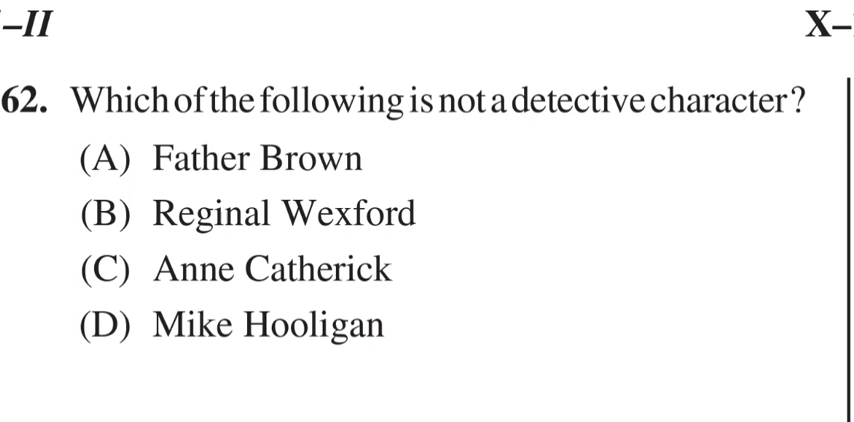 –II
X–
62. Which of the following is not a detective character?
(A) Father Brown
(B) Reginal Wexford
(C) Anne Catherick
(D) Mike Hooligan